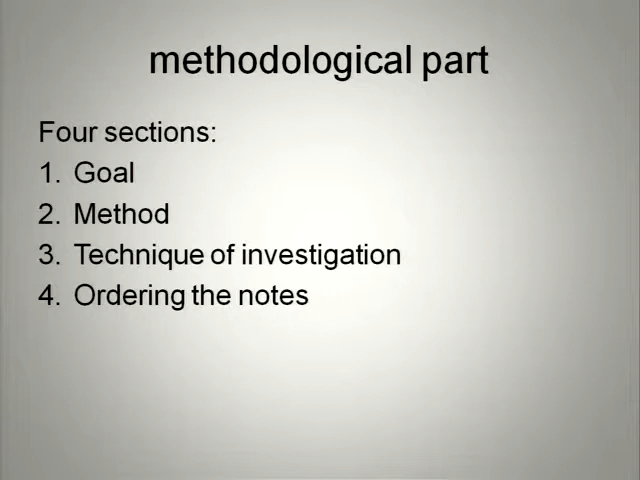 methodological part
Four sections:
1. Goal
2. Method
3. Technique of investigation
4. Ordering the notes